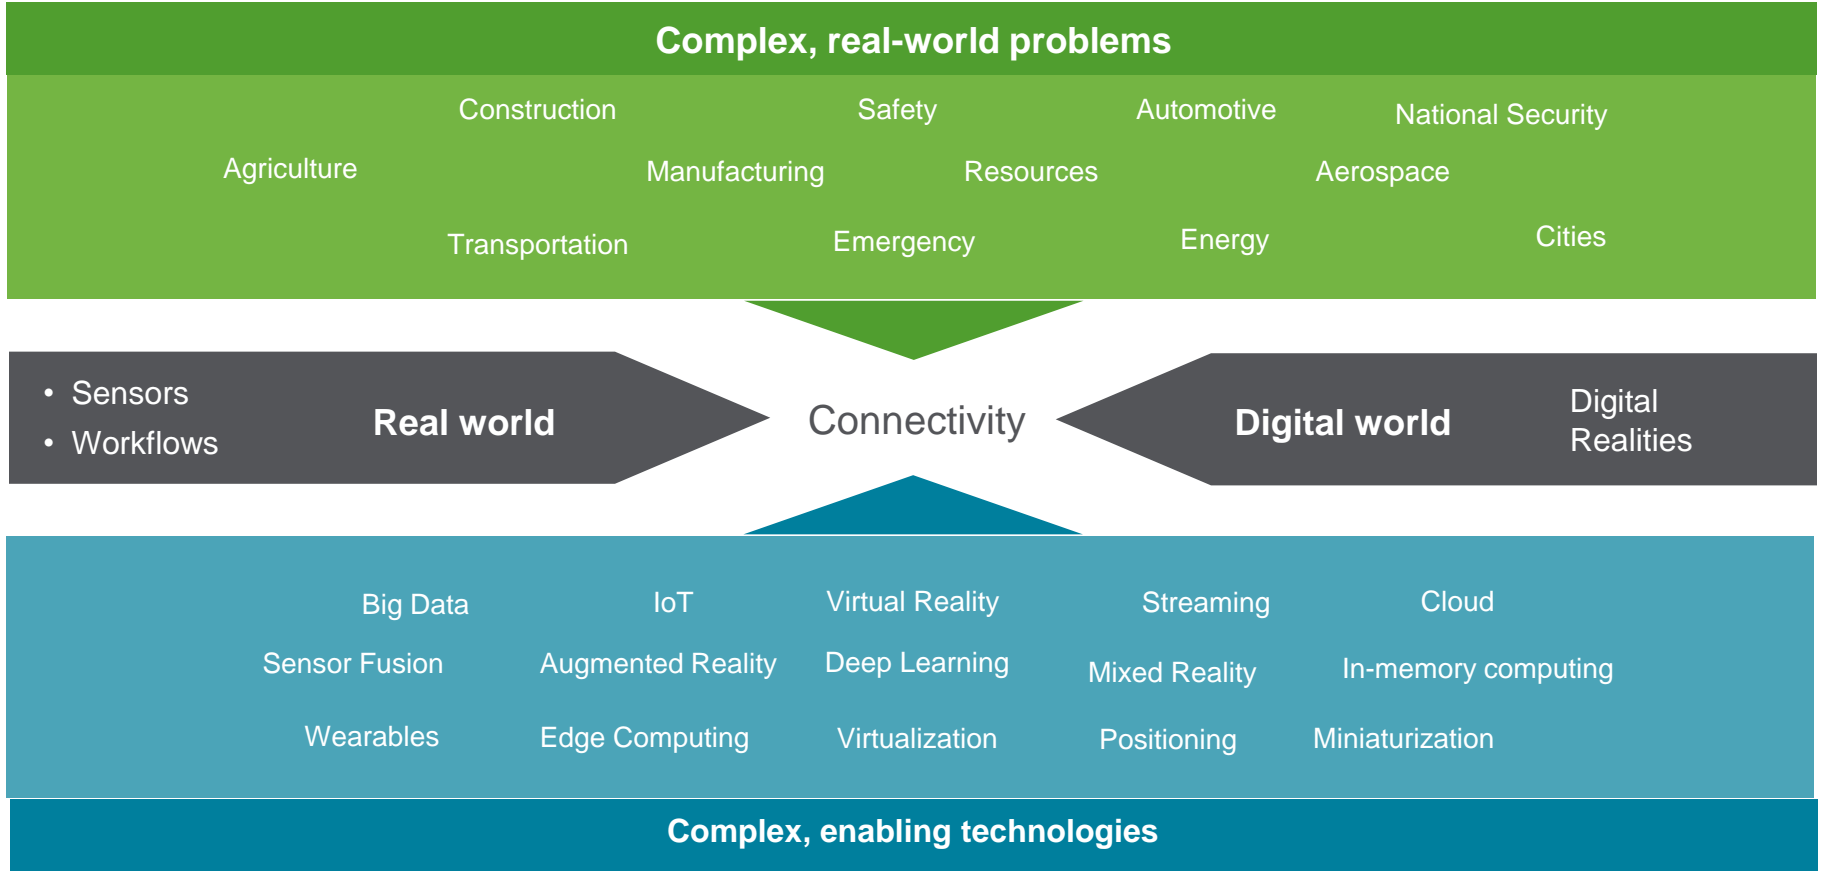 Complex, real-world problems
Construction Safety Automotive National Security
Agriculture Manufacturing Resources Aerospace
Transportation Emergency Energy Cities
• Sensors
• Workflows
Real world
Connectivity
Digital world
Digital
Realities
Big Data IoT Virtual Reality Streaming Cloud
Sensor Fusion Augmented Reality Deep Learning Mixed Reality In-memory computing
Wearables Edge Computing Virtualization Positioning Miniaturization
Complex, enabling technologies